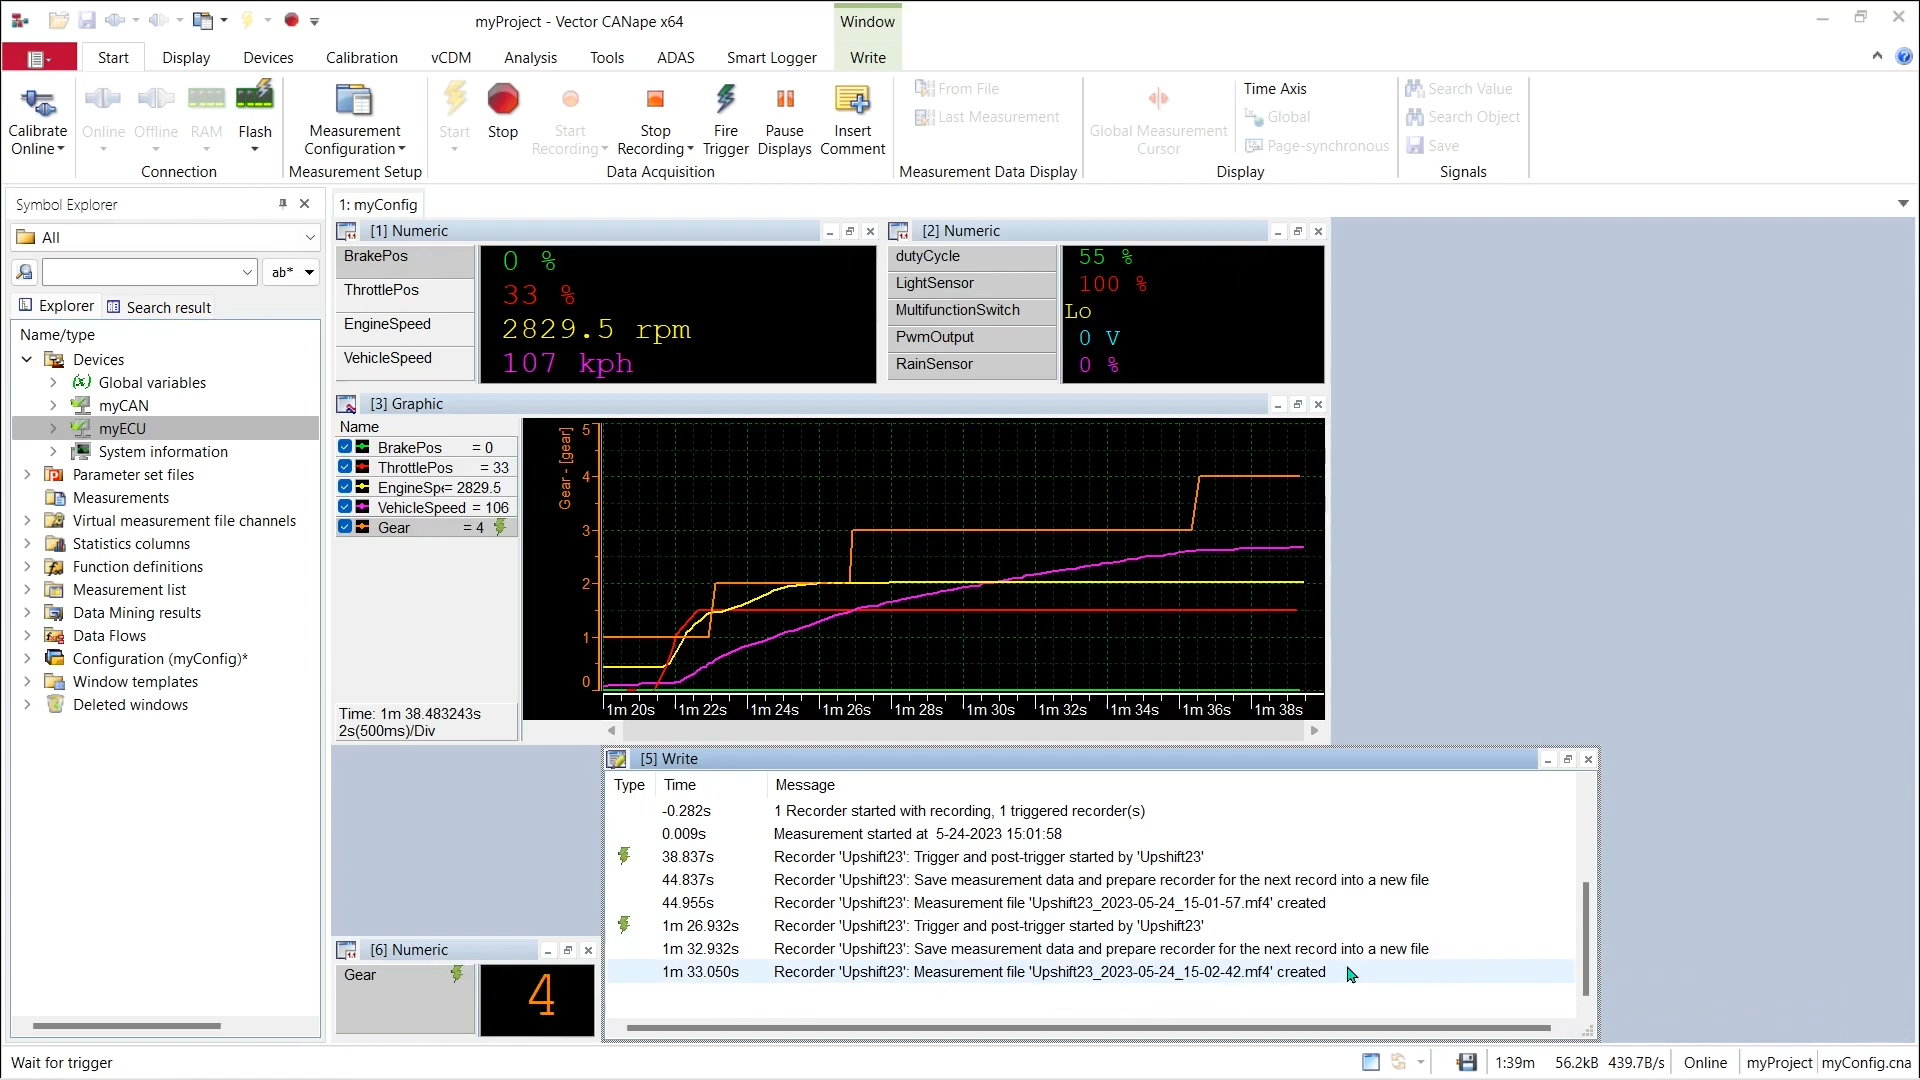 myProject - Vector CANape x64
Window
Start
Display
Devices
Calibration
vCDM
Analysis
Tools
ADAS
Smart Logger
Write
Calibrate
Online
Online
Offline
RAM
Flash
Connection
Measurement
Configuration
Measurement Setup
Start
Stop
Start
Recording
Stop
Recording
Fire
Trigger
Pause
Displays
Insert
Comment
Data Acquisition
From File
Last Measurement
Measurement Data Display
Global Measurement
Cursor
Time Axis
Global
Page-synchronous
Display
Search Value
Search Object
Save
Signals
Symbol Explorer
All
ab*
Explorer
Search result
Name/type
Devices
Global variables
myCAN
myECU
System information
Parameter set files
Measurements
Virtual measurement file channels
Statistics columns
Function definitions
Measurement list
Data Mining results
Data Flows
Configuration (myConfig)*
Window templates
Deleted windows
1: myConfig
[1] Numeric
BrakePos 0 %
ThrottlePos 33 %
EngineSpeed 2829.5 rpm
VehicleSpeed 107 kph
[2] Numeric
dutyCycle 55 %
LightSensor 100 %
MultifunctionSwitch Lo
PwmOutput 0 V
RainSensor 0 %
[3] Graphic
Name
BrakePos = 0
ThrottlePos = 33
EngineSp = 2829.5
VehicleSpeed = 106
Gear = 4
Time: 1m 38.483243s
2s(500ms)/Div
Gear - [gear]
5
4
3
2
1
0
1m 20s 1m 22s 1m 24s 1m 26s 1m 28s 1m 30s 1m 32s 1m 34s 1m 36s 1m 38s
[5] Write
Type Time Message
-0.282s 1 Recorder started with recording, 1 triggered recorder(s)
0.009s Measurement started at 5-24-2023 15:01:58
38.837s Recorder 'Upshift23': Trigger and post-trigger started by 'Upshift23'
44.837s Recorder 'Upshift23': Save measurement data and prepare recorder for the next record into a new file
44.955s Recorder 'Upshift23': Measurement file 'Upshift23_2023-05-24_15-01-57.mf4' created
1m 26.932s Recorder 'Upshift23': Trigger and post-trigger started by 'Upshift23'
1m 32.932s Recorder 'Upshift23': Save measurement data and prepare recorder for the next record into a new file
1m 33.050s Recorder 'Upshift23': Measurement file 'Upshift23_2023-05-24_15-02-42.mf4' created
[6] Numeric
Gear 4
Wait for trigger
1:39m
56.2kB
439.7B/s
Online
myProject
myConfig.cna